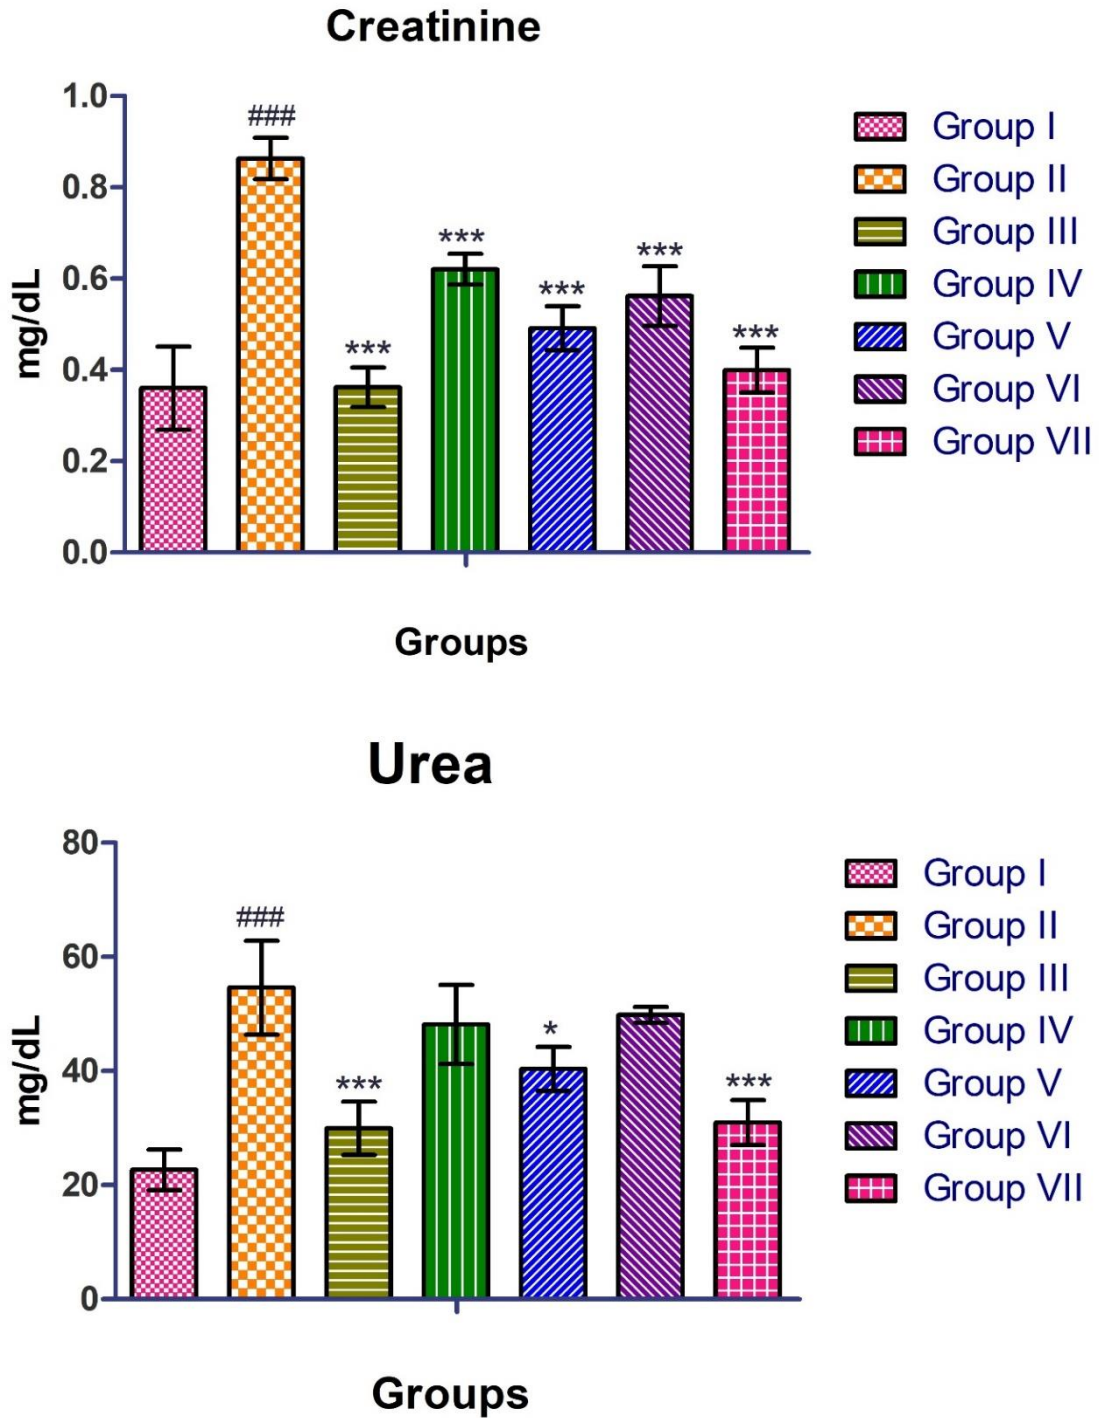 Creatinine
1.0
0.8
0.6
0.4
0.2
0.0
mg/dL
###
***
***
***
***
***
Groups
Group I
Group II
Group III
Group IV
Group V
Group VI
Group VII
Urea
80
60
40
20
0
mg/dL
###
***
*
***
Groups
Group I
Group II
Group III
Group IV
Group V
Group VI
Group VII